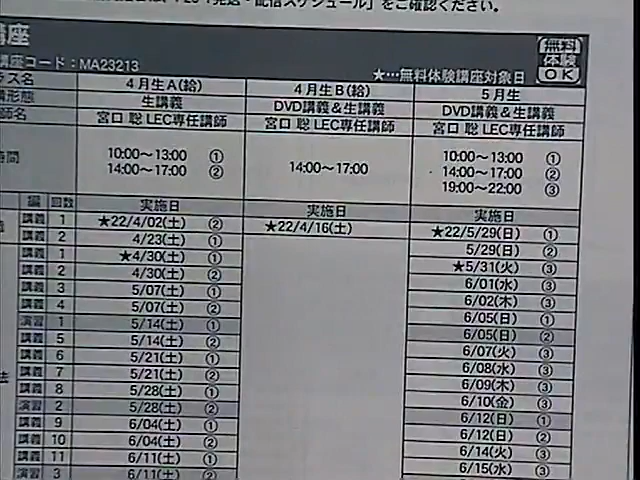 発送・配信スケジュール」をご確認ください。
講座
講座コード：MA23213
★…無料体験講座対象日
無料
体験
OK
ラス名 4月生A(給) 4月生B(給) 5月生
講形態 生講義 DVD講義＆生講義 DVD講義＆生講義
師名 宮口 聡 LEC専任講師 宮口 聡 LEC専任講師 宮口 聡 LEC専任講師
時間 10:00～13:00 ① 14:00～17:00 10:00～13:00 ①
14:00～17:00 ② 14:00～17:00 ②
19:00～22:00 ③
編 回数 実施日 実施日 実施日
講義 1 ★22/4/02(土) ② ★22/4/16(土) ★22/5/29(日) ①
講義 2 4/23(土) ① 5/29(日) ②
講義 1 ★4/30(土) ① ★5/31(火) ③
講義 2 4/30(土) ② 6/01(水) ③
講義 3 5/07(土) ① 6/02(木) ③
講義 4 5/07(土) ② 6/05(日) ①
演習 1 5/14(土) ① 6/05(日) ②
講義 5 5/14(土) ② 6/07(火) ③
講義 6 5/21(土) ① 6/08(水) ③
講義 7 5/21(土) ② 6/09(木) ③
講義 8 5/28(土) ① 6/10(金) ③
演習 2 5/28(土) ② 6/12(日) ①
講義 9 6/04(土) ① 6/12(日) ②
講義 10 6/04(土) ② 6/14(火) ③
講義 11 6/11(土) ① 6/15(水) ③
演習 3 6/11(土) ②
法